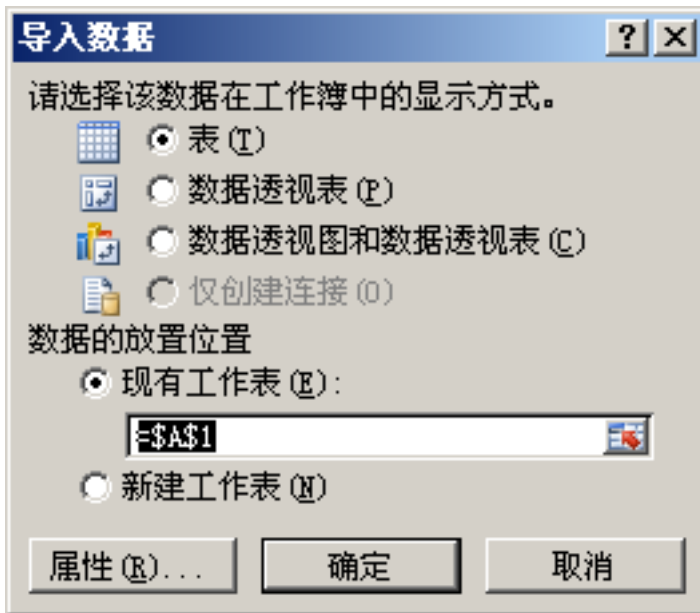 导入数据
请选择该数据在工作簿中的显示方式。
表(T)
数据透视表(P)
数据透视图和数据透视表(C)
仅创建连接(O)
数据的放置位置
现有工作表(E):
=$A$1
新建工作表(N)
属性(R)... 确定 取消